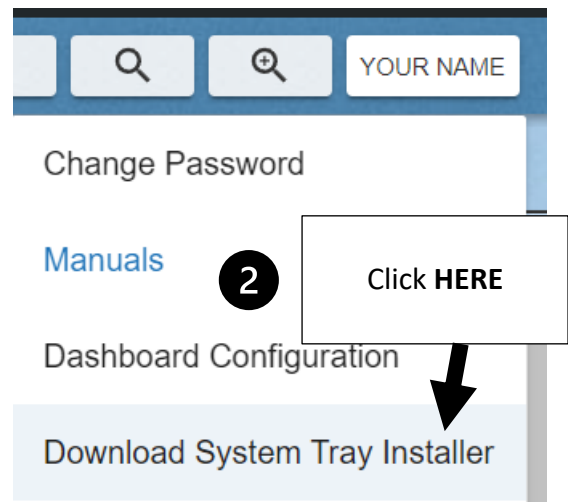 YOUR NAME
Change Password
Manuals
2
Click HERE
Dashboard Configuration
Download System Tray Installer